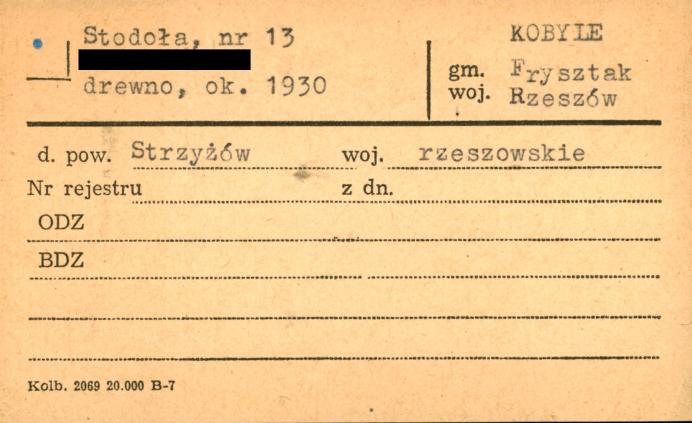 Stodoła, nr 13
drewno, ok. 1930
KOBYLE
gm. Frysztak
woj. Rzeszów
d. pow. Strzyżów woj. rzeszowskie
Nr rejestru z dn.
ODZ
BDZ
Kolb. 2069 20.000 B-7